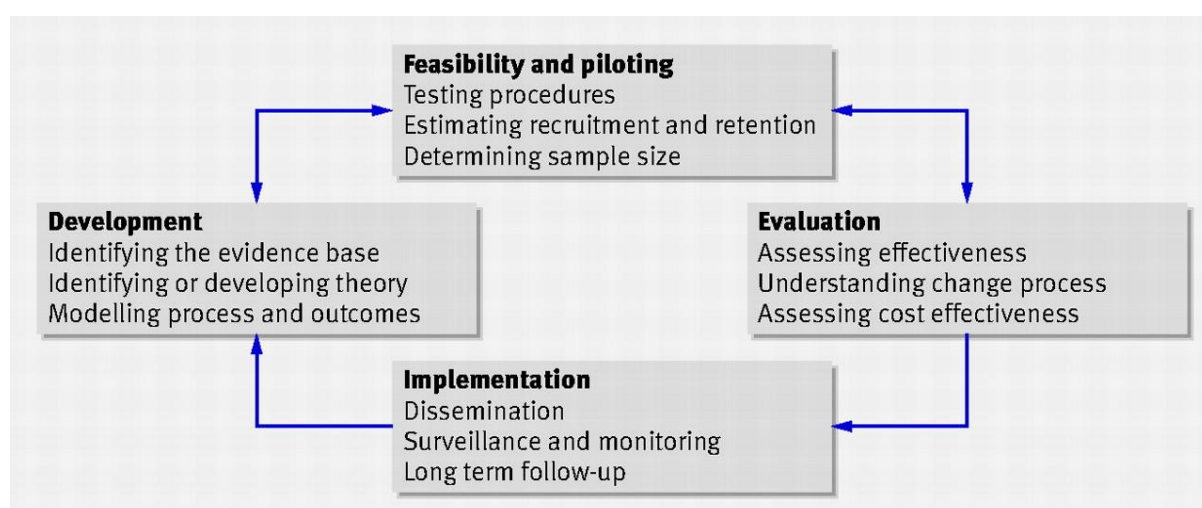 Feasibility and piloting
Testing procedures
Estimating recruitment and retention
Determining sample size
Development
Identifying the evidence base
Identifying or developing theory
Modelling process and outcomes
Evaluation
Assessing effectiveness
Understanding change process
Assessing cost effectiveness
Implementation
Dissemination
Surveillance and monitoring
Long term follow-up